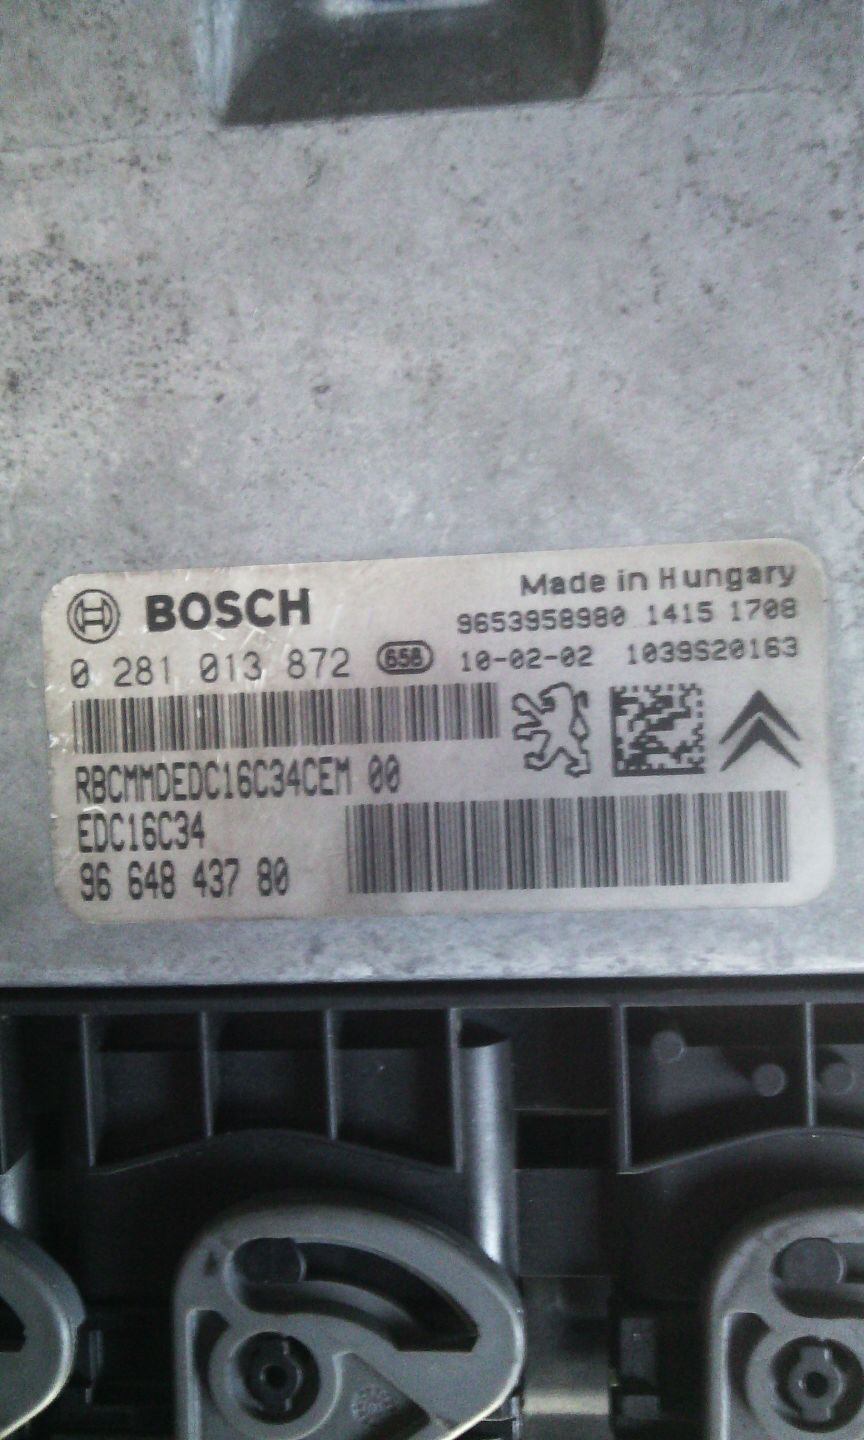 BOSCH
Made in Hungary
9653958980 1415 1708
0 281 013 872 658 10-02-02 1039S20163
RBCMMDEDC16C34CEM 00
EDC16C34
96 648 437 80